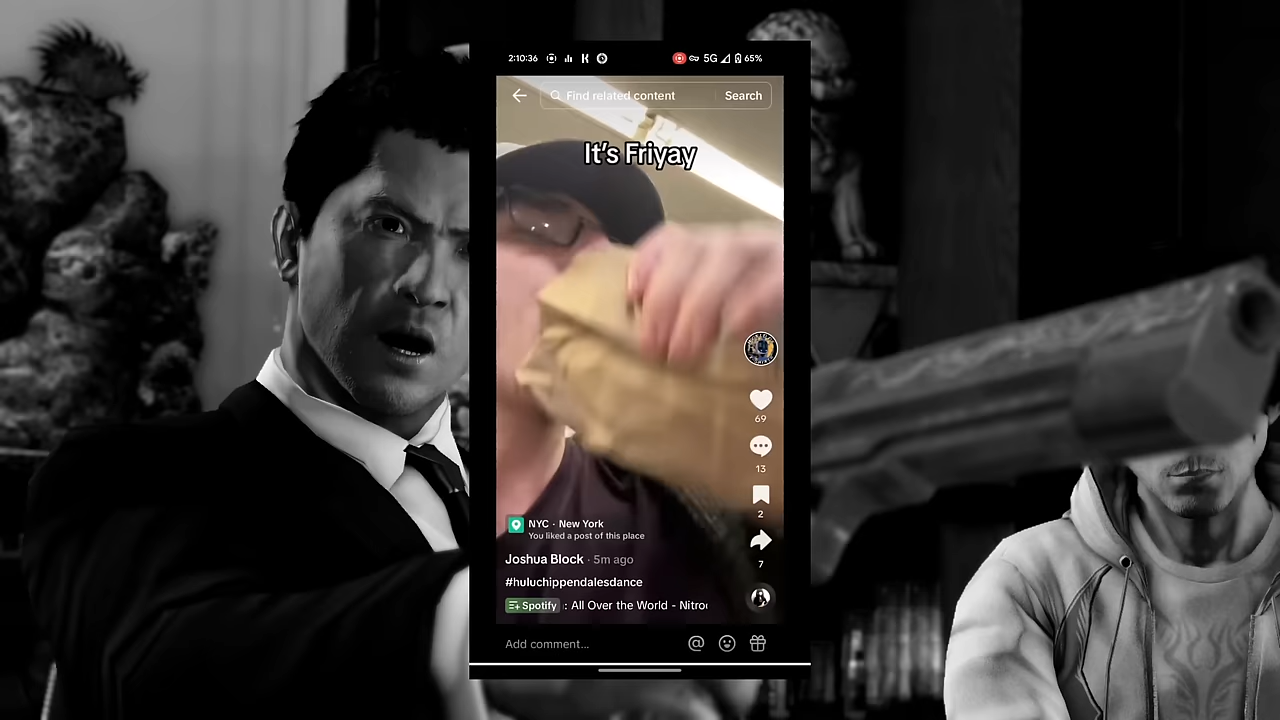 2:10:36
5G
65%
Find related content
Search
It's Friyay
69
13
2
7
NYC · New York
You liked a post of this place
Joshua Block · 5m ago
#huluchippendalesdance
Spotify : All Over the World - Nitro
Add comment...